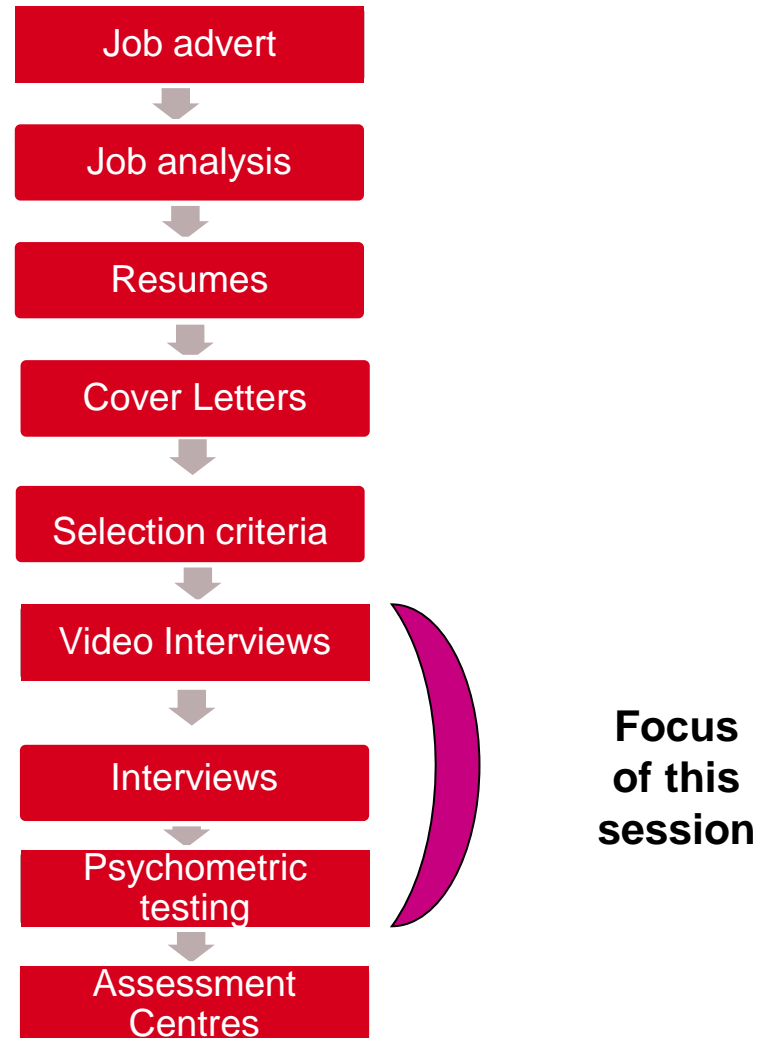 Job advert
Job analysis
Resumes
Cover Letters
Selection criteria
Video Interviews
Interviews
Psychometric
testing
Assessment
Centres
Focus
of this
session